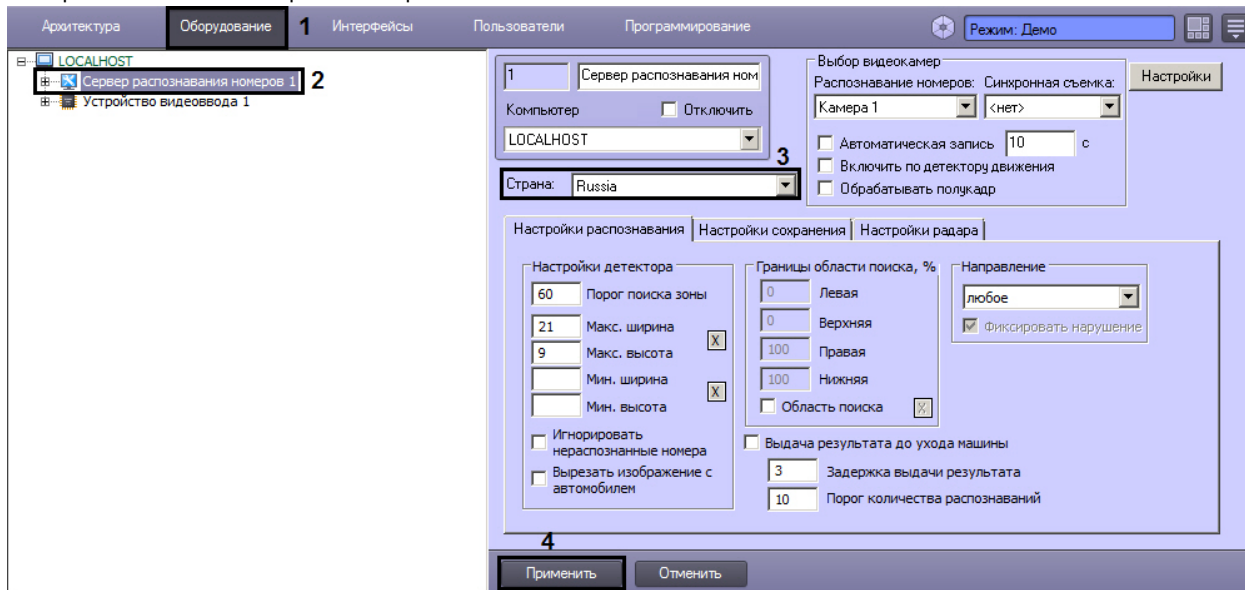 Архитектура Оборудование 1 Интерфейсы Пользователи Программирование Режим: Демо
LOCALHOST
Сервер распознавания номеров 1 2
Устройство видеоввода 1
1 Сервер распознавания ном
Компьютер Отключить
LOCALHOST
3
Страна: Russia
Выбор видеокамер
Распознавание номеров: Синхронная съемка:
Камера 1 <нет>
Автоматическая запись 10 с
Включить по детектору движения
Обрабатывать полукадр
Настройки
Настройки распознавания Настройки сохранения Настройки радара
Настройки детектора
60 Порог поиска зоны
21 Макс. ширина
9 Макс. высота
X
Мин. ширина
Мин. высота
X
Игнорировать
нераспознанные номера
Вырезать изображение с
автомобилем
Границы области поиска, %
0 Левая
0 Верхняя
100 Правая
100 Нижняя
Область поиска X
Направление
любое
Фиксировать нарушение
Выдача результата до ухода машины
3 Задержка выдачи результата
10 Порог количества распознаваний
4
Применить Отменить